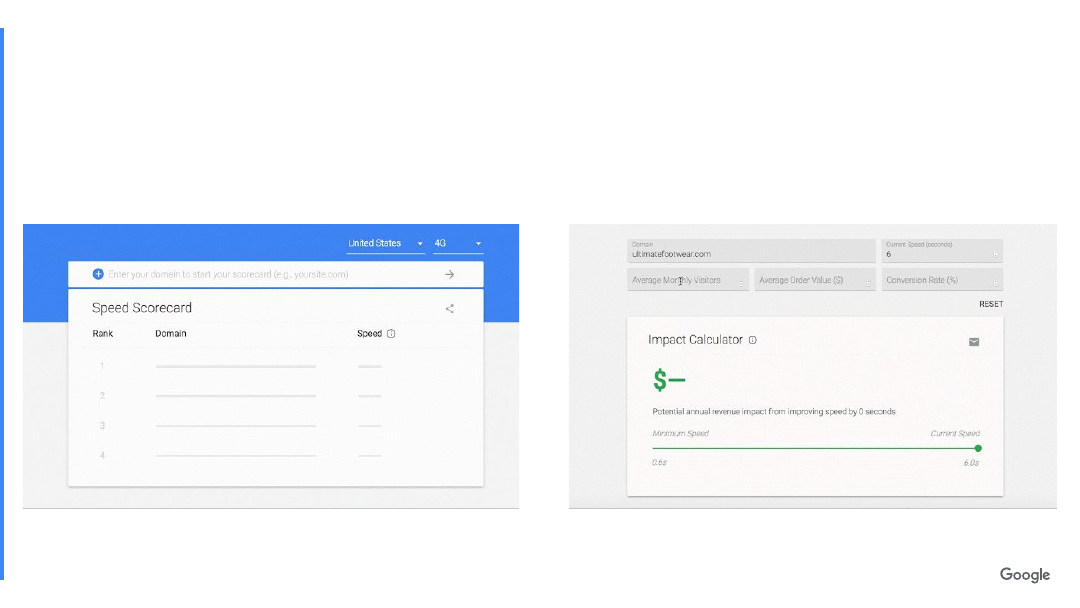 United States 4G
Enter your domain to start your scorecard (e.g., yoursite.com)
Speed Scorecard
Rank Domain Speed
1
2
3
4
Domain
ultimatefootwear.com
Current Speed (seconds)
6
Average Monthly Visitors Average Order Value ($) Conversion Rate (%)
RESET
Impact Calculator
$–
Potential annual revenue impact from improving speed by 0 seconds
Minimum Speed Current Speed
0.6s 6.0s
Google